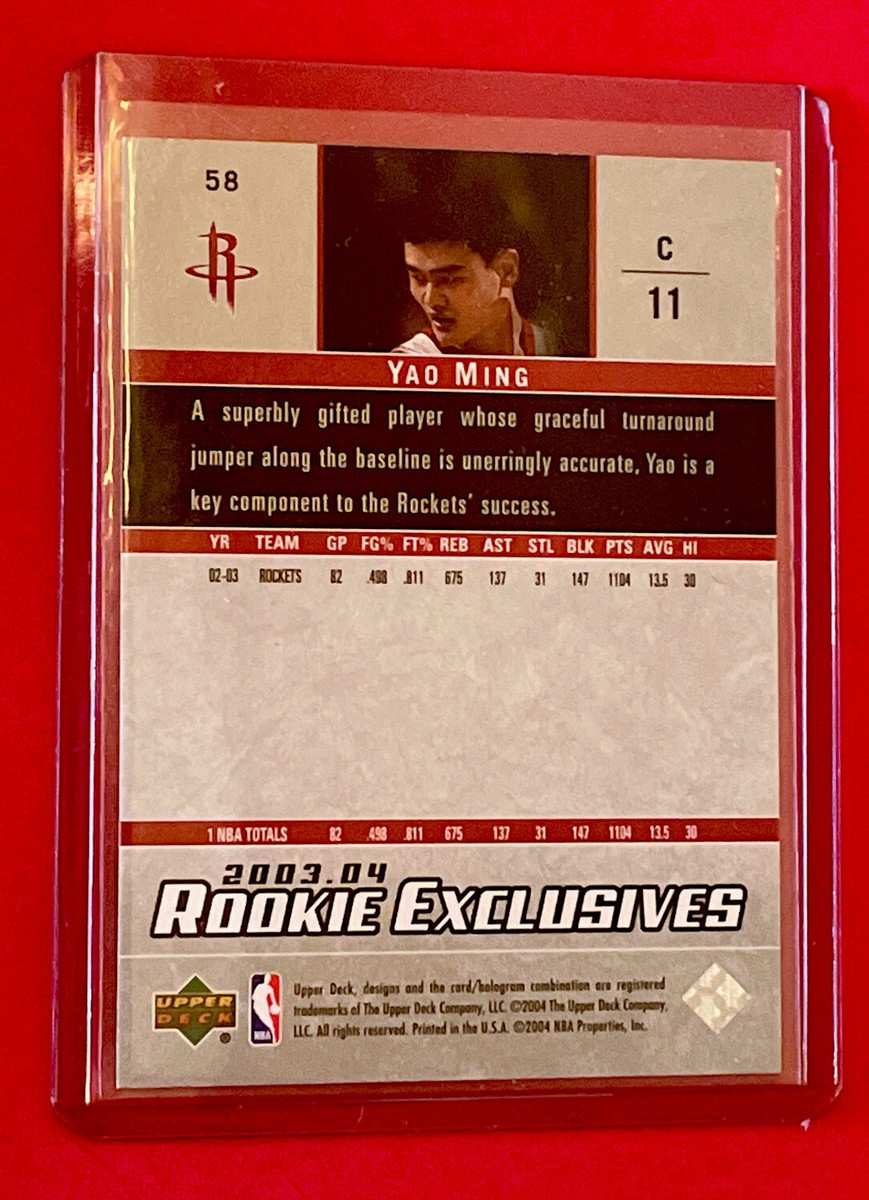 58
R
C
11
YAO MING
A superbly gifted player whose graceful turnaround
jumper along the baseline is unerringly accurate, Yao is a
key component to the Rockets' success.
YR TEAM GP FG% FT% REB AST STL BLK PTS AVG HI
02-03 ROCKETS 82 .498 .811 675 137 31 147 1104 13.5 30
1 NBA TOTALS 82 .498 .811 675 137 31 147 1104 13.5 30
2003.04
ROOKIE EXCLUSIVES
UPPER
DECK
®
NBA
Upper Deck, designs and the card/hologram combination are registered
trademarks of The Upper Deck Company, LLC. ©2004 The Upper Deck Company,
LLC. All rights reserved. Printed in the U.S.A. ©2004 NBA Properties, Inc.